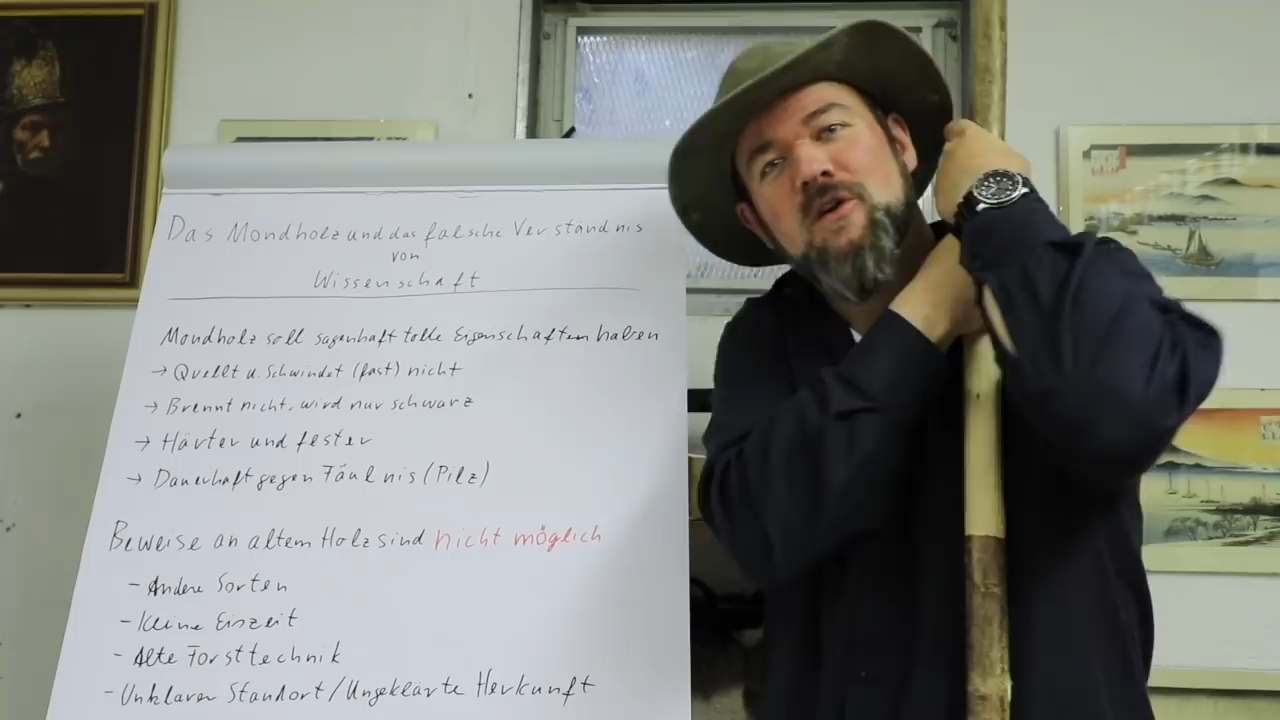 Das Mondholz und das falsche Verständnis
von
Wissenschaft
Mondholz soll sagenhaft tolle Eigenschaften haben
→ Quellt u. Schwindet (fast) nicht
→ Brennt nicht, wird nur schwarz
→ Härter und fester
→ Dauerhaft gegen Fäulnis (Pilz)
Beweise an altem Holz sind nicht möglich
- Andere Sorten
- Keine Eiszeit
- Alte Forsttechnik
- Unklarer Standort/Ungeklärte Herkunft